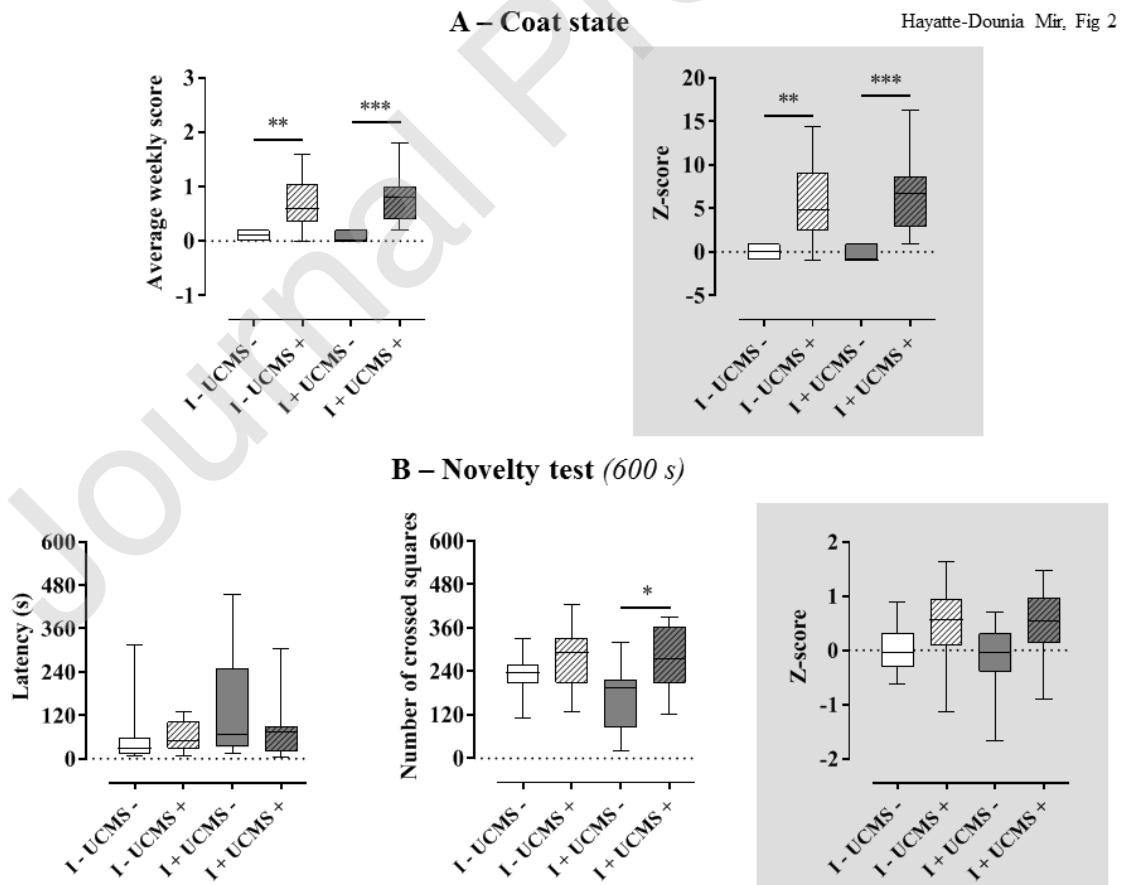 A – Coat state
Hayatte-Dounia Mir, Fig 2
Average weekly score
3
2
1
0
-1
**
***
I - UCMS -
I - UCMS +
I + UCMS -
I + UCMS +
Z-score
20
15
10
5
0
-5
**
***
I - UCMS -
I - UCMS +
I + UCMS -
I + UCMS +
B – Novelty test (600 s)
Latency (s)
600
480
360
240
120
0
I - UCMS -
I - UCMS +
I + UCMS -
I + UCMS +
Number of crossed squares
600
480
360
240
120
0
*
I - UCMS -
I - UCMS +
I + UCMS -
I + UCMS +
Z-score
2
1
0
-1
-2
I - UCMS -
I - UCMS +
I + UCMS -
I + UCMS +
Journal Pr